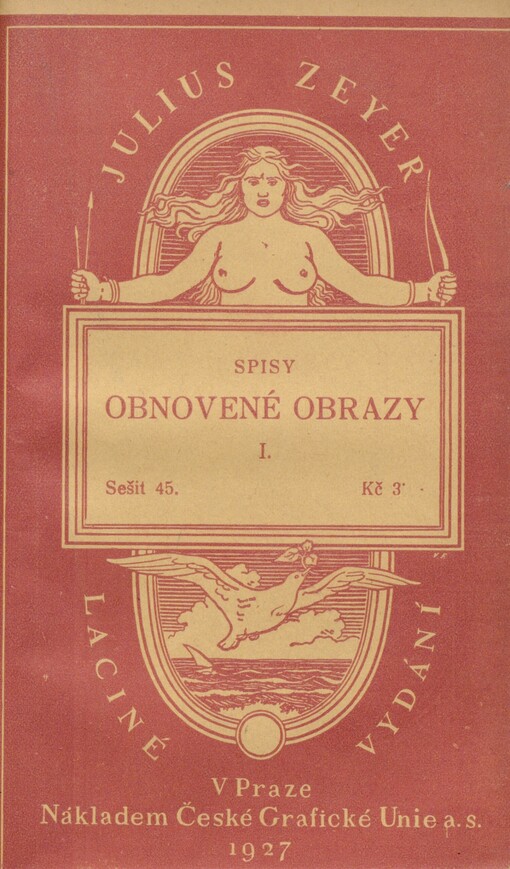 JULIUS ZEYER
SPISY
OBNOVENÉ OBRAZY
I.
Sešit 45. Kč 3·
LACINÉ VYDÁNÍ
V Praze
Nákladem České Grafické Unie a. s.
1927